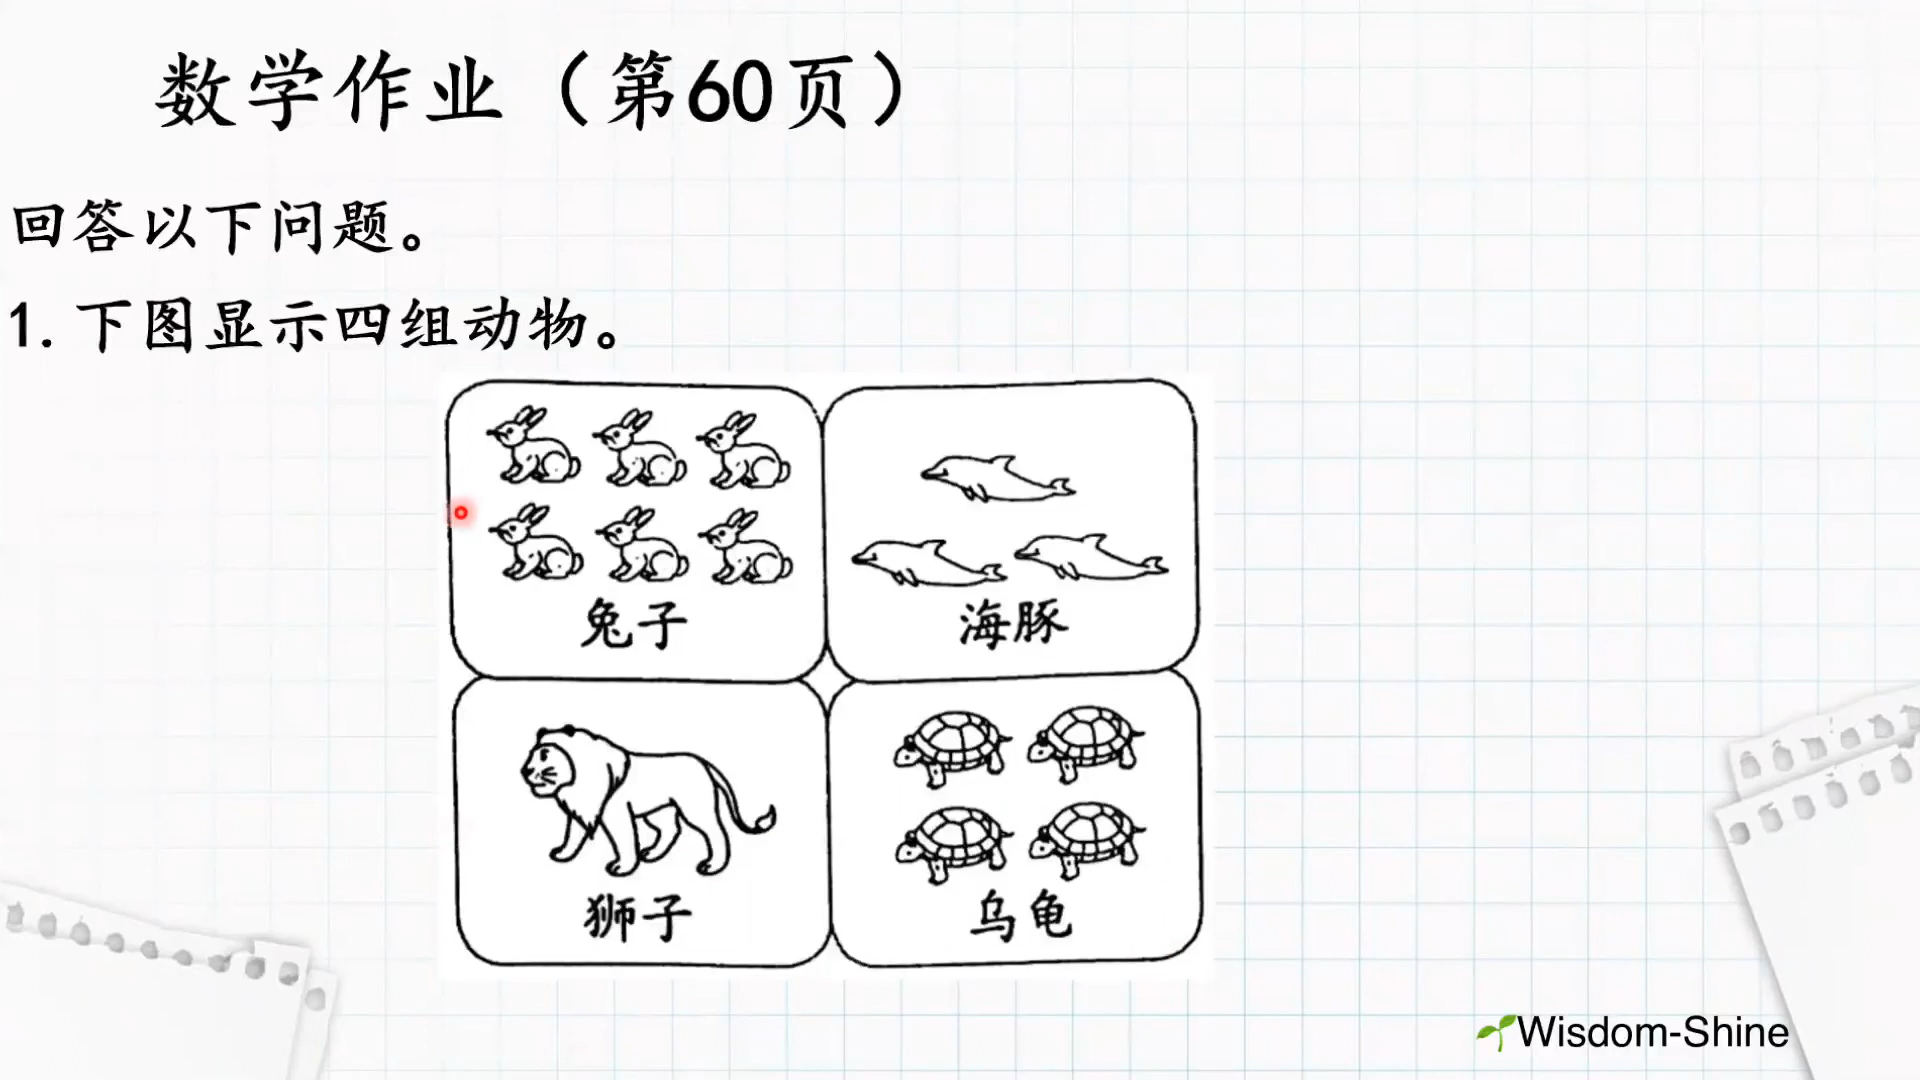 数学作业（第60页）
回答以下问题。
1.下图显示四组动物。
兔子
海豚
狮子
乌龟
Wisdom-Shine